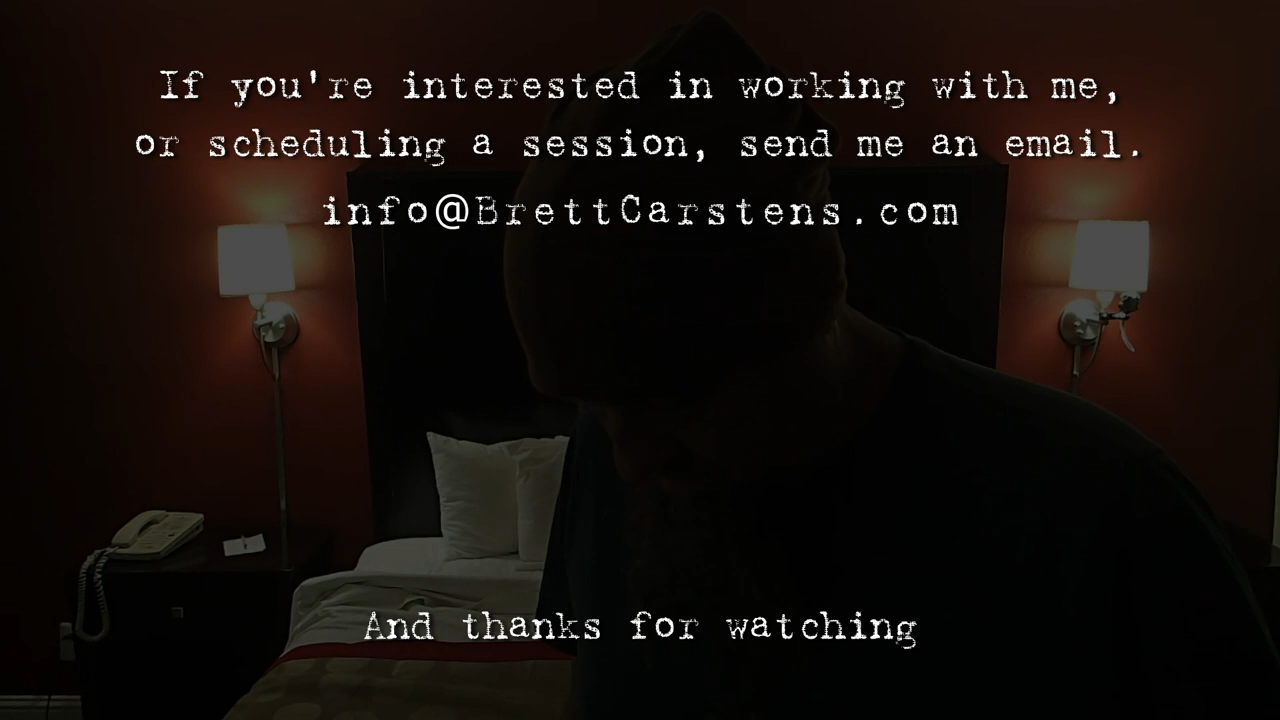 If you're interested in working with me,
or scheduling a session, send me an email.
info@BrettCarstens.com
And thanks for watching